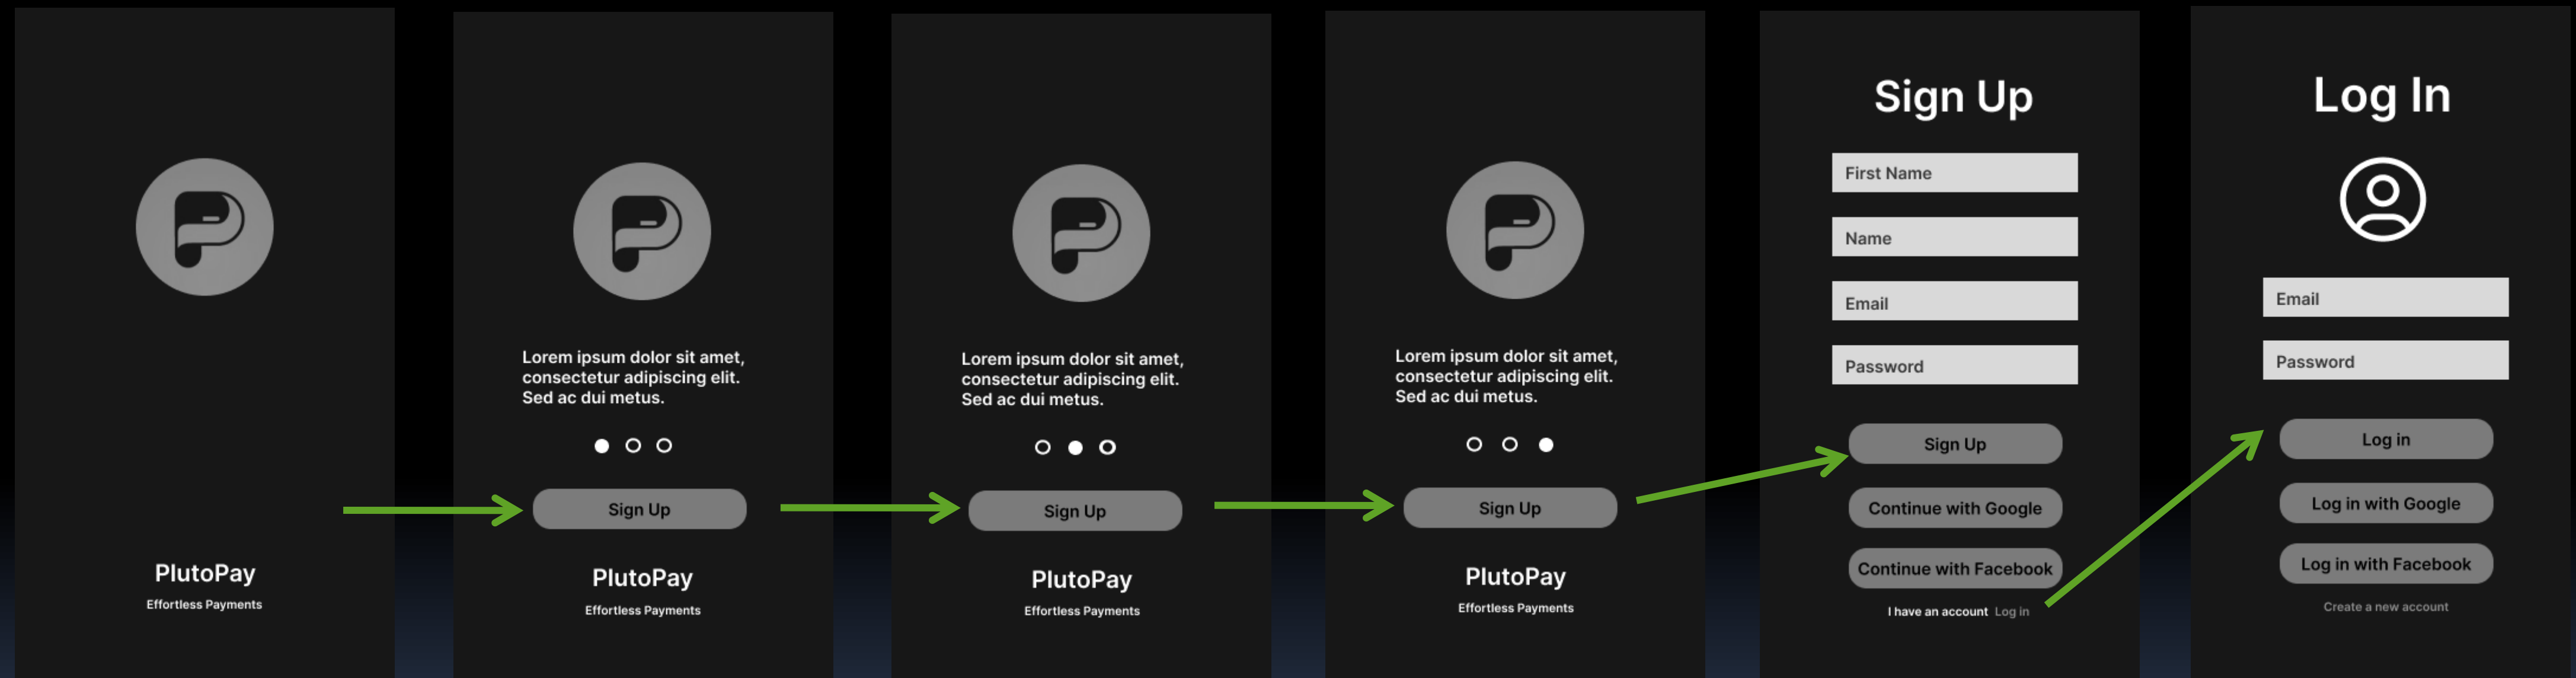 PlutoPay
Effortless Payments
Lorem ipsum dolor sit amet,
consectetur adipiscing elit.
Sed ac dui metus.
Sign Up
PlutoPay
Effortless Payments
Lorem ipsum dolor sit amet,
consectetur adipiscing elit.
Sed ac dui metus.
Sign Up
PlutoPay
Effortless Payments
Lorem ipsum dolor sit amet,
consectetur adipiscing elit.
Sed ac dui metus.
Sign Up
PlutoPay
Effortless Payments
Sign Up
First Name
Name
Email
Password
Sign Up
Continue with Google
Continue with Facebook
I have an account Log in
Log In
Email
Password
Log in
Log in with Google
Log in with Facebook
Create a new account